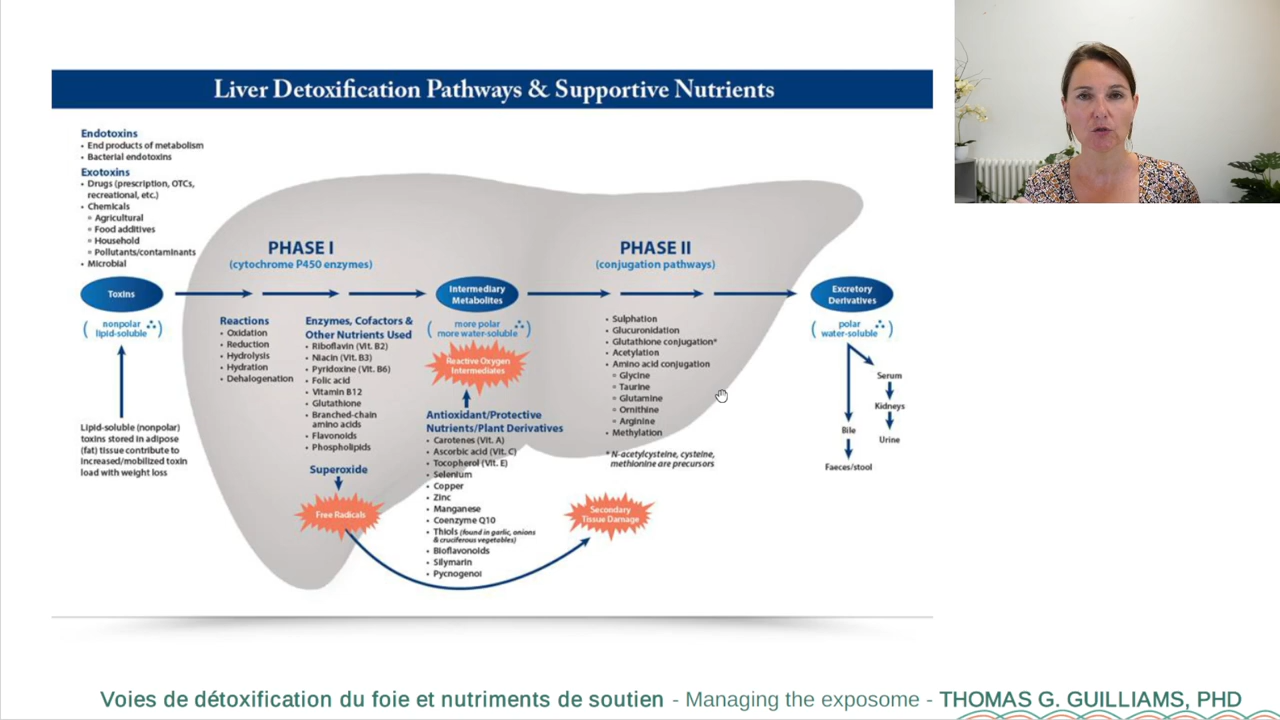 Liver Detoxification Pathways & Supportive Nutrients
Endotoxins
• End products of metabolism
• Bacterial endotoxins
Exotoxins
• Drugs (prescription, OTCs,
recreational, etc.)
• Chemicals
Agricultural
Food additives
Household
Pollutants/contaminants
• Microbial
Toxins
( nonpolar
lipid-soluble )
Lipid-soluble (nonpolar)
toxins stored in adipose
(fat) tissue contribute to
increased/mobilized toxin
load with weight loss
PHASE I
(cytochrome P450 enzymes)
Reactions
• Oxidation
• Reduction
• Hydrolysis
• Hydration
• Dehalogenation
Enzymes, Cofactors &
Other Nutrients Used
• Riboflavin (Vit. B2)
• Niacin (Vit. B3)
• Pyridoxine (Vit. B6)
• Folic acid
• Vitamin B12
• Glutathione
• Branched-chain
amino acids
• Flavonoids
• Phospholipids
Superoxide
Free Radicals
Intermediary
Metabolites
( more polar
more water-soluble )
Reactive Oxygen
Intermediates
Antioxidant/Protective
Nutrients/Plant Derivatives
• Carotenes (Vit. A)
• Ascorbic acid (Vit. C)
• Tocopherol (Vit. E)
• Selenium
• Copper
• Zinc
• Manganese
• Coenzyme Q10
• Thiols (found in garlic, onions
& cruciferous vegetables)
• Bioflavonoids
• Silymarin
• Pycnogenol
PHASE II
(conjugation pathways)
• Sulphation
• Glucuronidation
• Glutathione conjugation*
• Acetylation
• Amino acid conjugation
Glycine
Taurine
Glutamine
Ornithine
Arginine
• Methylation
* N-acetylcysteine, cysteine,
methionine are precursors
Secondary
Tissue Damage
Excretory
Derivatives
( polar
water-soluble )
Serum
Kidneys
Urine
Bile
Faeces/stool
Voies de détoxification du foie et nutriments de soutien - Managing the exposome - THOMAS G. GUILLIAMS, PHD